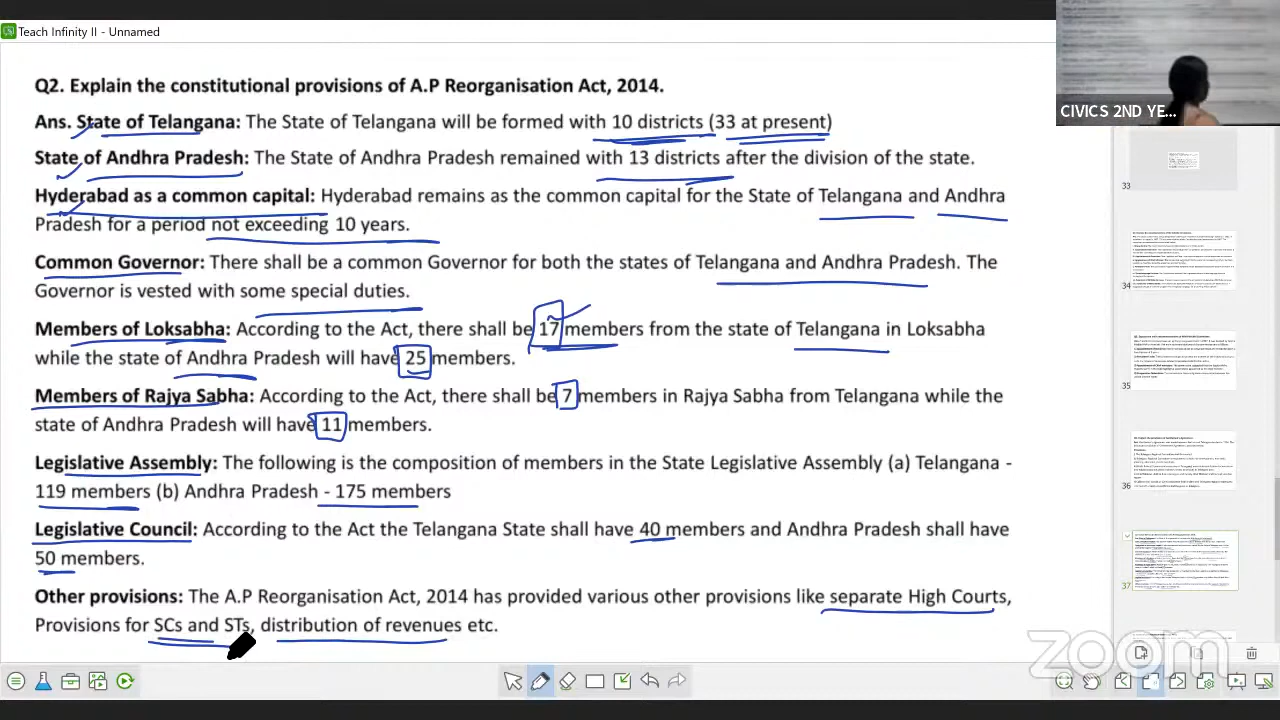 Teach Infinity II - Unnamed
CIVICS 2ND YE...
Q2. Explain the constitutional provisions of A.P Reorganisation Act, 2014.
Ans. State of Telangana: The State of Telangana will be formed with 10 districts (33 at present)
State of Andhra Pradesh: The State of Andhra Pradesh remained with 13 districts after the division of the state.
Hyderabad as a common capital: Hyderabad remains as the common capital for the State of Telangana and Andhra
Pradesh for a period not exceeding 10 years.
Common Governor: There shall be a common Governor for both the states of Telangana and Andhra Pradesh. The
Governor is vested with some special duties.
Members of Loksabha: According to the Act, there shall be 17 members from the state of Telangana in Loksabha
while the state of Andhra Pradesh will have 25 members.
Members of Rajya Sabha: According to the Act, there shall be 7 members in Rajya Sabha from Telangana while the
state of Andhra Pradesh will have 11 members.
Legislative Assembly: The following is the composition of members in the State Legislative Assembly (a) Telangana -
119 members (b) Andhra Pradesh - 175 members
Legislative Council: According to the Act the Telangana State shall have 40 members and Andhra Pradesh shall have
50 members.
Other provisions: The A.P Reorganisation Act, 2014 has provided various other provisions like separate High Courts,
Provisions for SCs and STs, distribution of revenues etc.
33
34
35
36
37
zoom